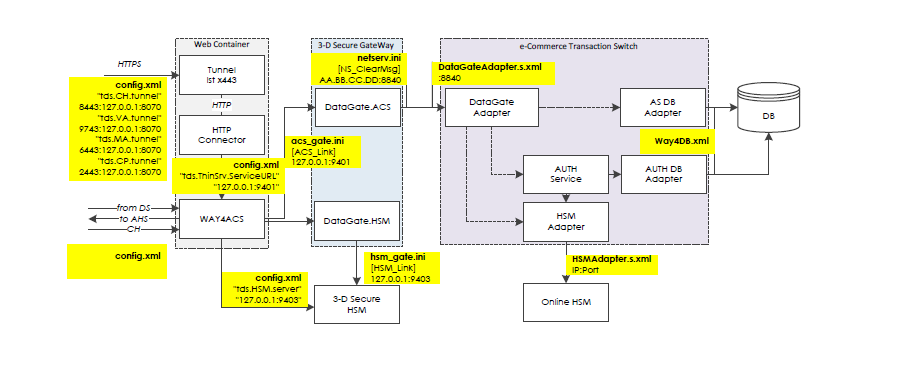 Web Container
3-D Secure GateWay
e-Commerce Transaction Switch
HTTPS
Tunnel
lst x443
netserv.ini
[NS_ClearMsg]
AA.BB.CC.DD:8840
DataGateAdapter.s.xml
:8840
config.xml
"tds.CH.tunnel"
8443:127.0.0.1:8070
"tds.VA.tunnel"
9743:127.0.0.1:8070
"tds.MA.tunnel"
6443:127.0.0.1:8070
"tds.CP.tunnel"
2443:127.0.0.1:8070
HTTP
HTTP
Connector
DataGate.ACS
DataGate
Adapter
AS DB
Adapter
DB
acs_gate.ini
[ACS_Link]
127.0.0.1:9401
Way4DB.xml
config.xml
"tds.ThinSrv.ServiceURL"
"127.0.0.1:9401"
AUTH
Service
AUTH DB
Adapter
from DS
to AHS
CH
WAY4ACS
DataGate.HSM
HSM
Adapter
config.xml
hsm_gate.ini
[HSM_Link]
127.0.0.1:9403
HSMAdapter.s.xml
IP:Port
config.xml
"tds.HSM.server"
"127.0.0.1:9403"
3-D Secure
HSM
Online HSM